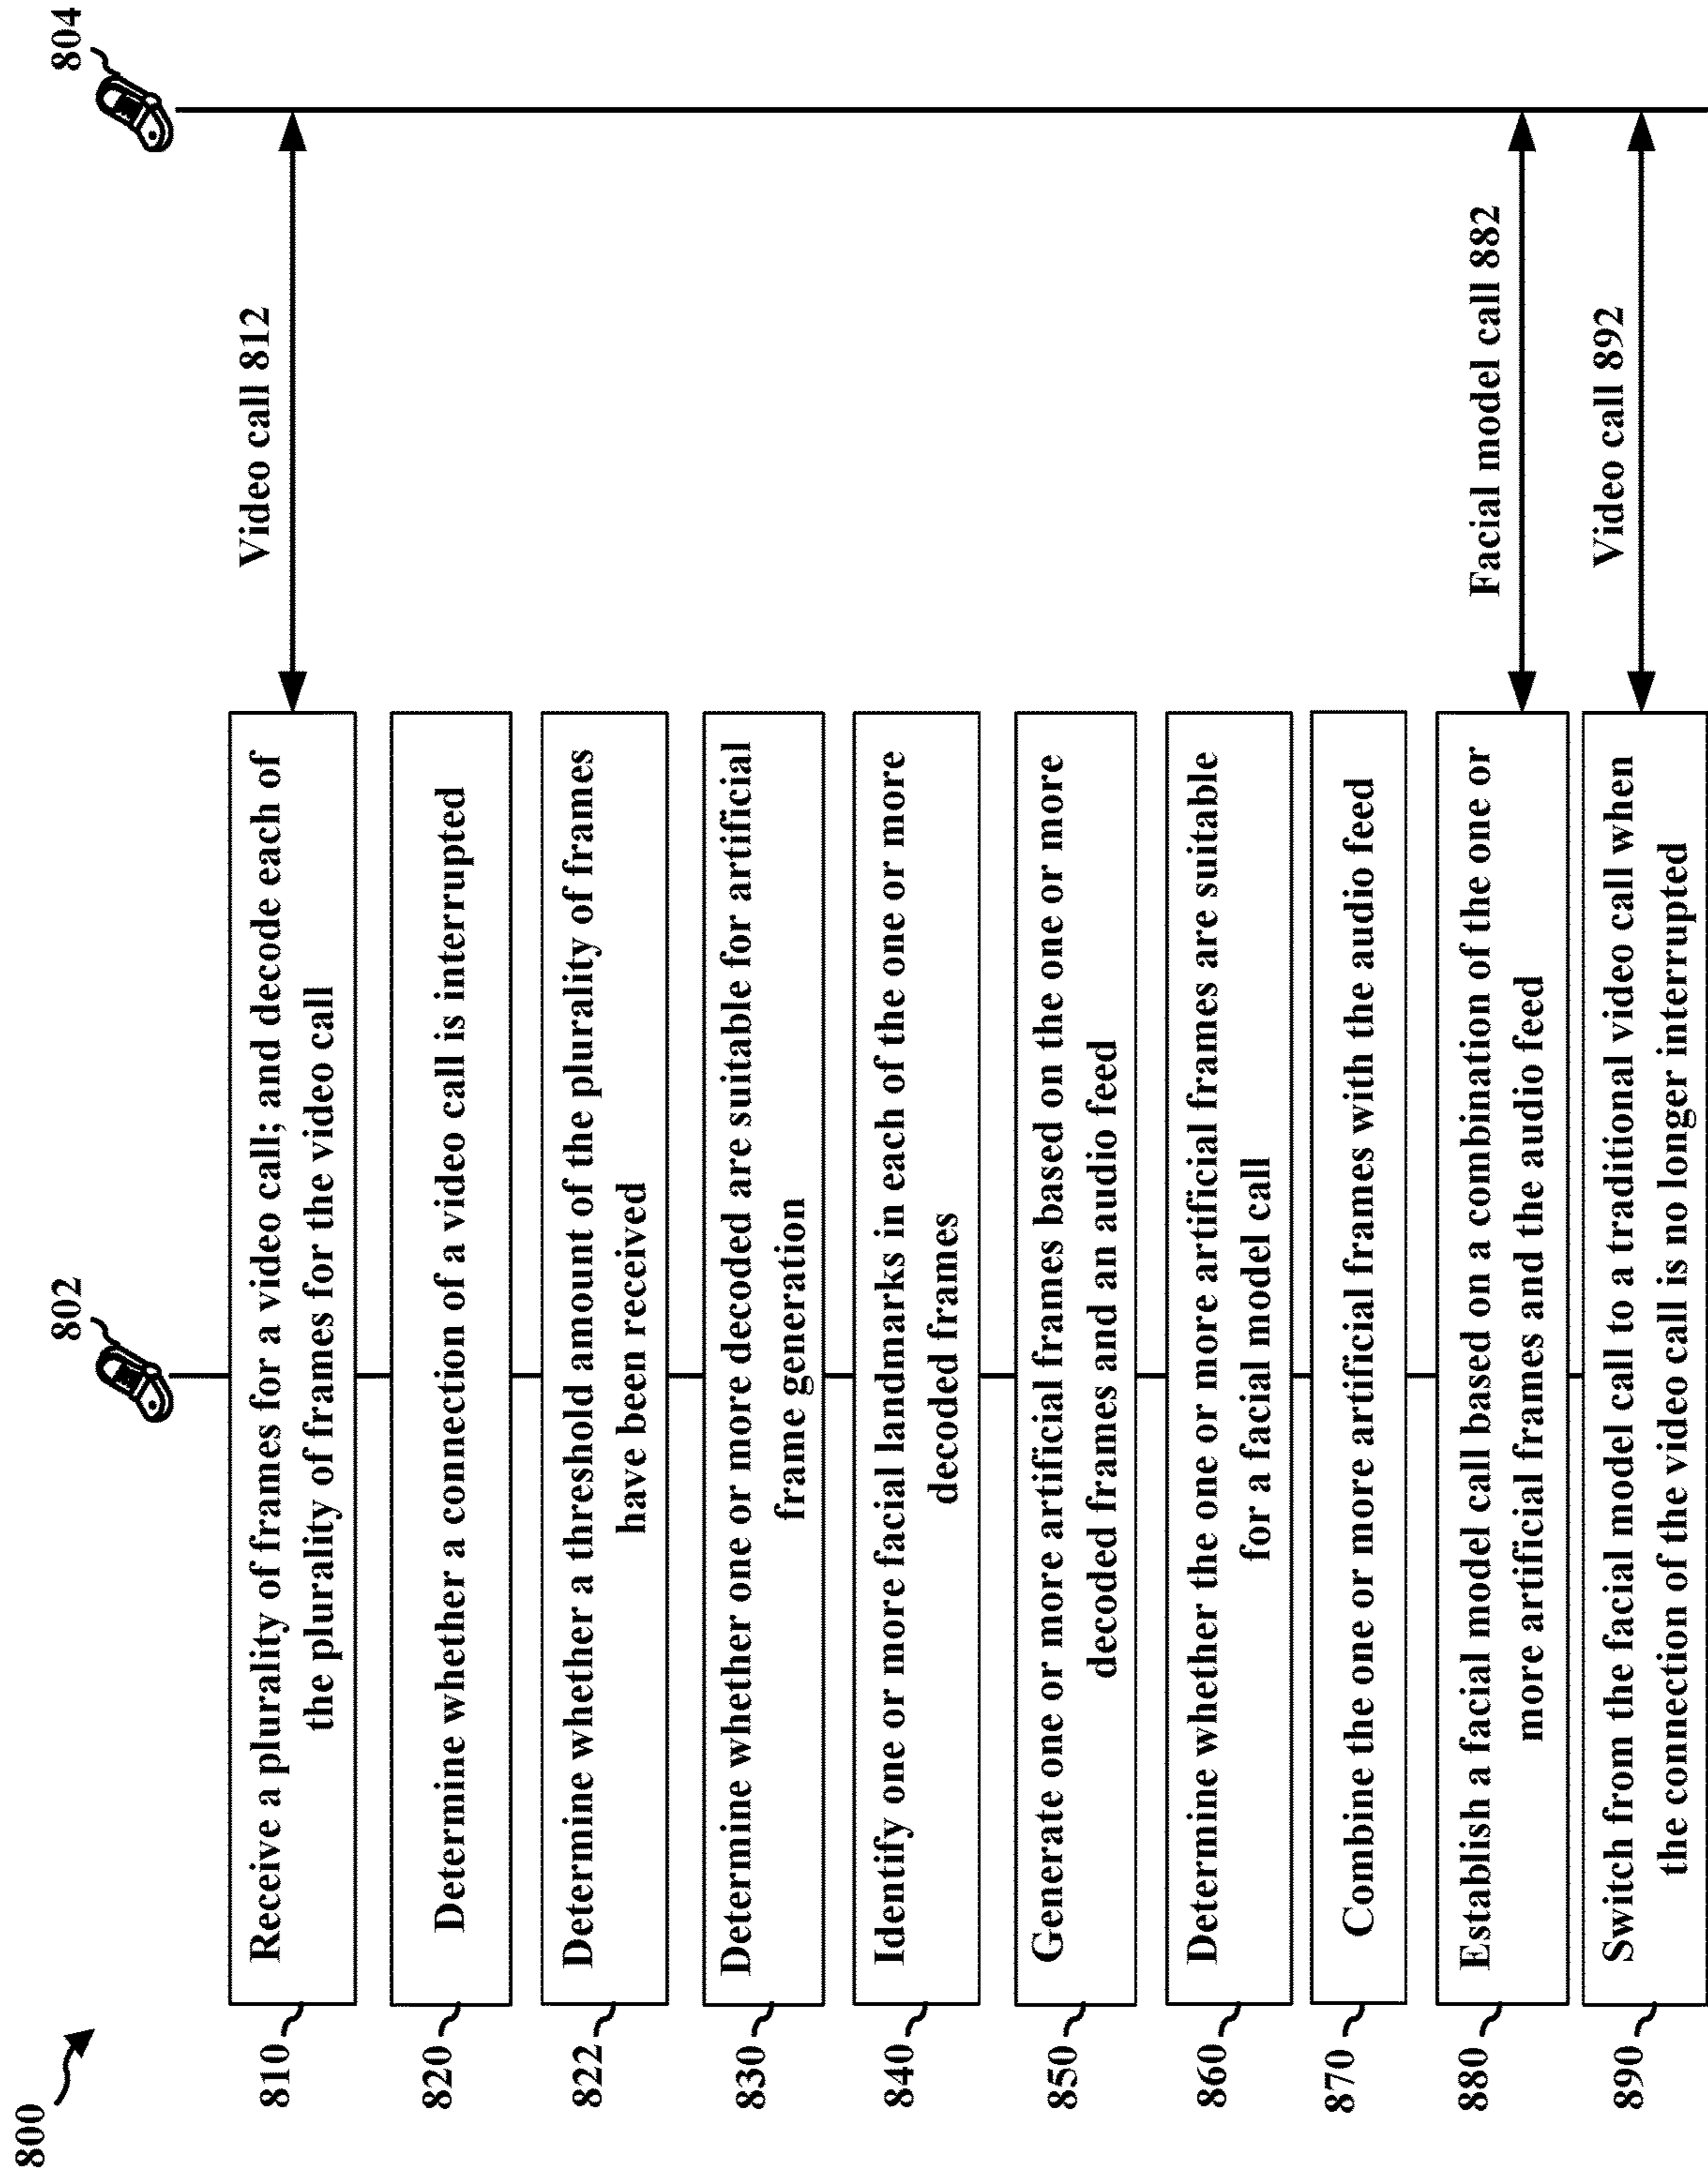 800
802
804
810
Receive a plurality of frames for a video call; and decode each of
the plurality of frames for the video call
Video call 812
820
Determine whether a connection of a video call is interrupted
822
Determine whether a threshold amount of the plurality of frames
have been received
830
Determine whether one or more decoded are suitable for artificial
frame generation
840
Identify one or more facial landmarks in each of the one or more
decoded frames
850
Generate one or more artificial frames based on the one or more
decoded frames and an audio feed
860
Determine whether the one or more artificial frames are suitable
for a facial model call
870
Combine the one or more artificial frames with the audio feed
880
Establish a facial model call based on a combination of the one or
more artificial frames and the audio feed
Facial model call 882
890
Switch from the facial model call to a traditional video call when
the connection of the video call is no longer interrupted
Video call 892